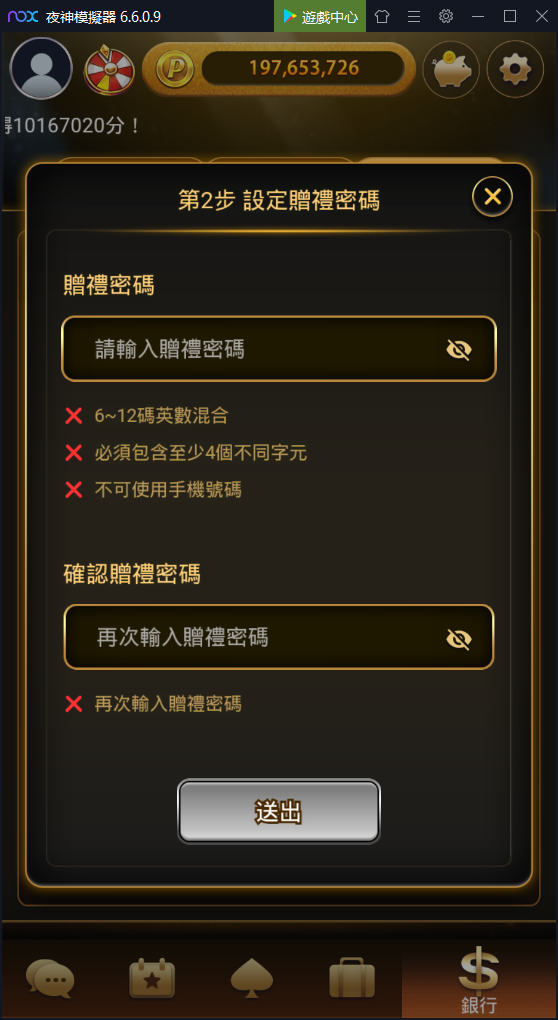 nox 夜神模擬器 6.6.0.9 遊戲中心
P 197,653,726
得10167020分！
第2步 設定贈禮密碼
贈禮密碼
請輸入贈禮密碼
6~12碼英數混合
必須包含至少4個不同字元
不可使用手機號碼
確認贈禮密碼
再次輸入贈禮密碼
再次輸入贈禮密碼
送出
銀行